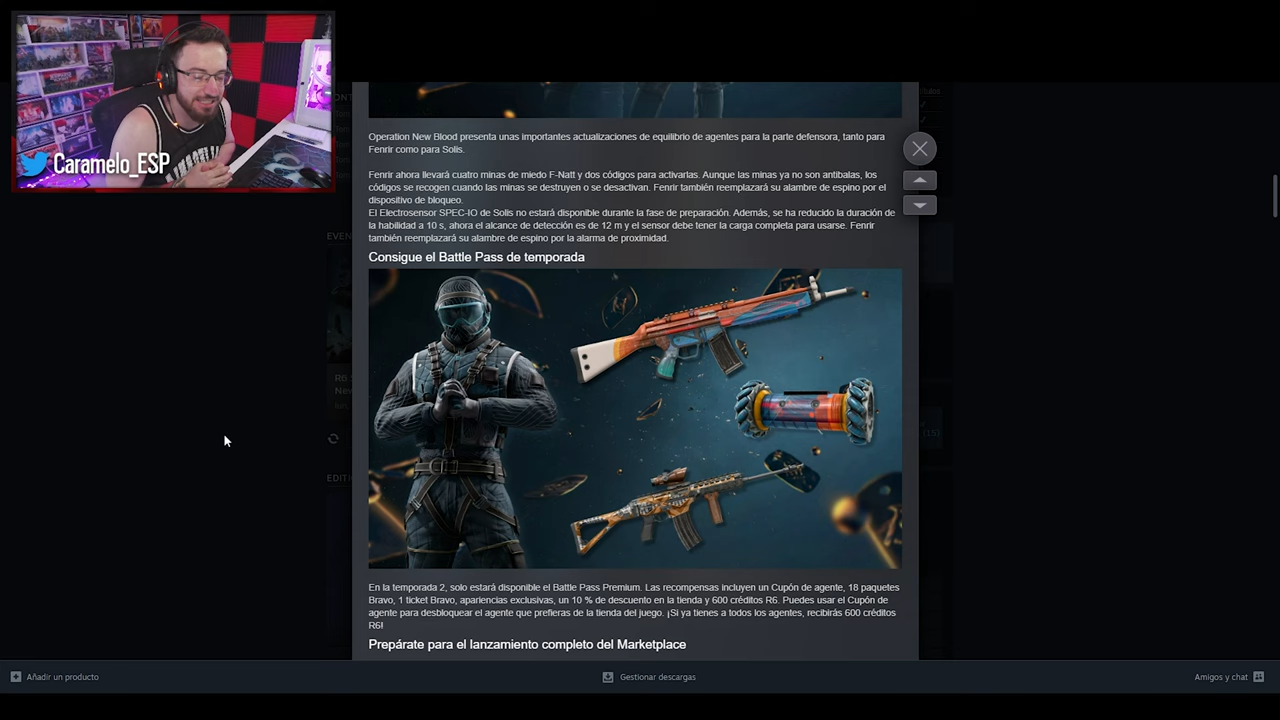 Caramelo_ESP
Operation New Blood presenta unas importantes actualizaciones de equilibrio de agentes para la parte defensora, tanto para
Fenrir como para Solis.
Fenrir ahora llevará cuatro minas de miedo F-Natt y dos códigos para activarlas. Aunque las minas ya no son antibalas, los
códigos se recogen cuando las minas se destruyen o se desactivan. Fenrir también reemplazará su alambre de espino por el
dispositivo de bloqueo.
El Electrosensor SPEC-IO de Solis no estará disponible durante la fase de preparación. Además, se ha reducido la duración de
la habilidad a 10 s, ahora el alcance de detección es de 12 m y el sensor debe tener la carga completa para usarse. Fenrir
también reemplazará su alambre de espino por la alarma de proximidad.
EVEN
Consigue el Battle Pass de temporada
R6 S
New
(15)
EDITI
En la temporada 2, solo estará disponible el Battle Pass Premium. Las recompensas incluyen un Cupón de agente, 18 paquetes
Bravo, 1 ticket Bravo, apariencias exclusivas, un 10 % de descuento en la tienda y 600 créditos R6. Puedes usar el Cupón de
agente para desbloquear el agente que prefieras de la tienda del juego. ¡Si ya tienes a todos los agentes, recibirás 600 créditos
R6!
Prepárate para el lanzamiento completo del Marketplace
Añadir un producto
Gestionar descargas
Amigos y chat